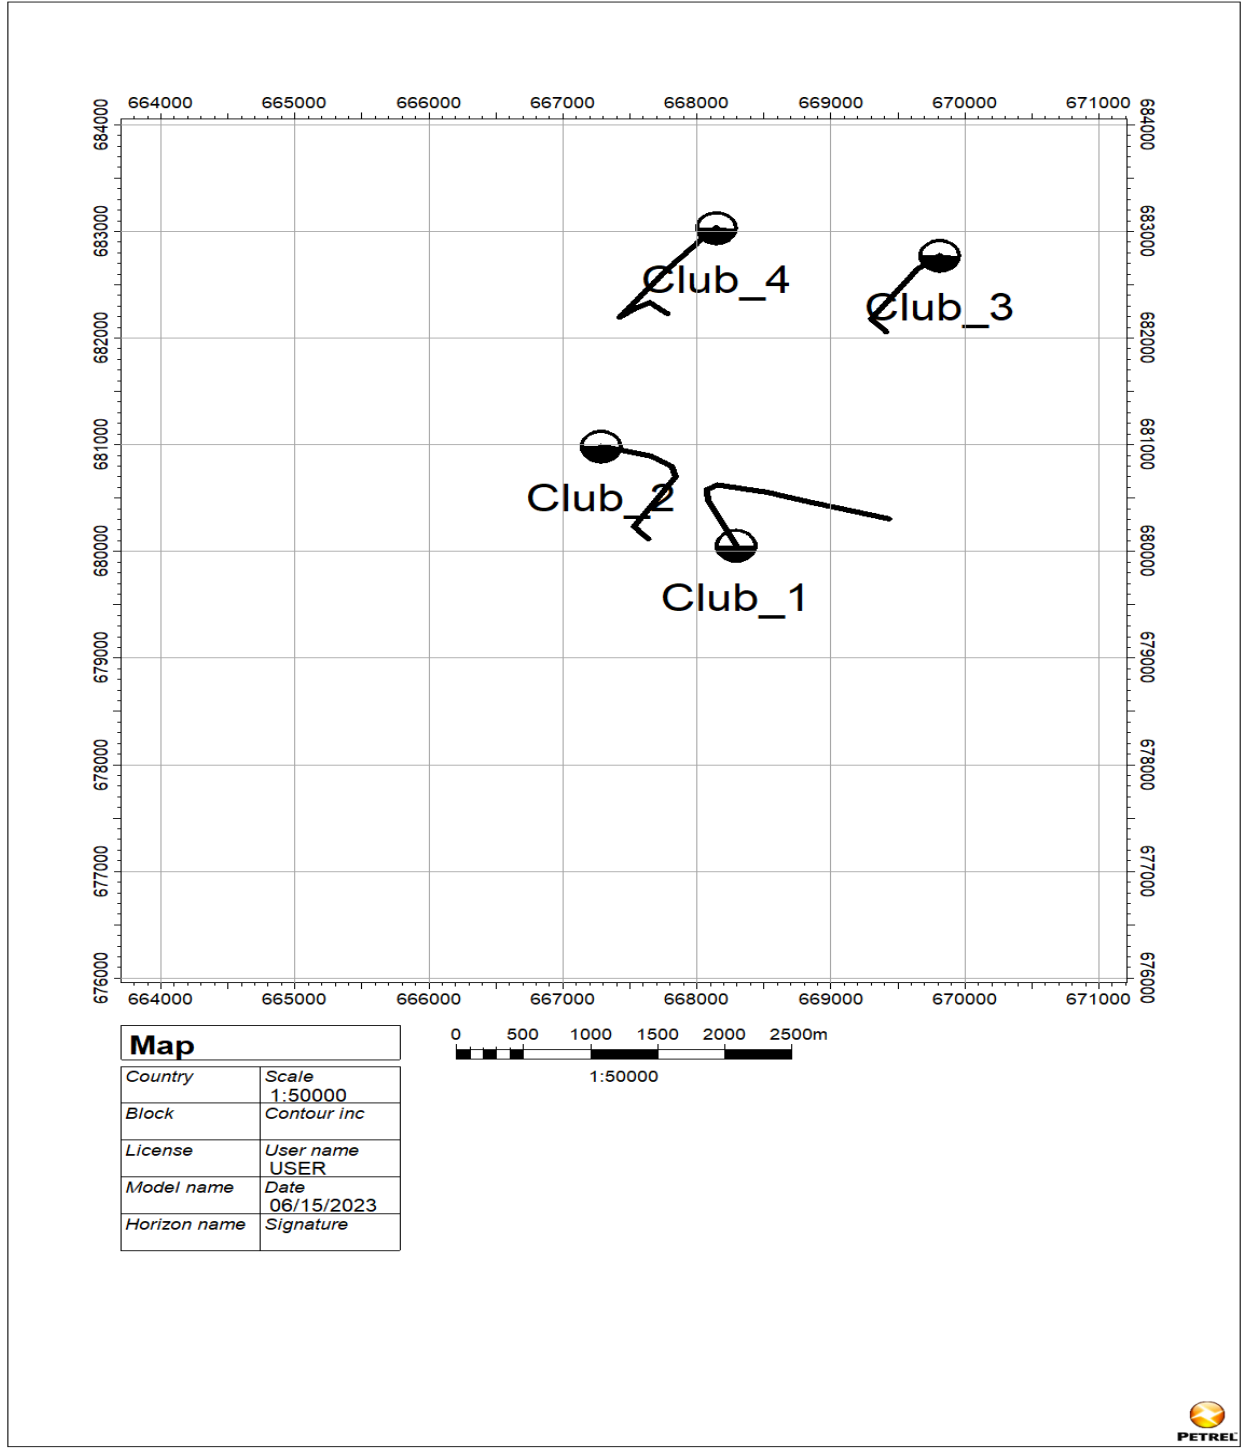 664000 665000 666000 667000 668000 669000 670000 671000
684000 684000
683000 683000
Club_4
Club_3
682000 682000
681000 681000
Club_2
680000 680000
Club_1
679000 679000
678000 678000
677000 677000
676000 676000
664000 665000 666000 667000 668000 669000 670000 671000
Map
0 500 1000 1500 2000 2500m
1:50000
Country Scale
1:50000
Block Contour inc
License User name
USER
Model name Date
06/15/2023
Horizon name Signature
PETREL